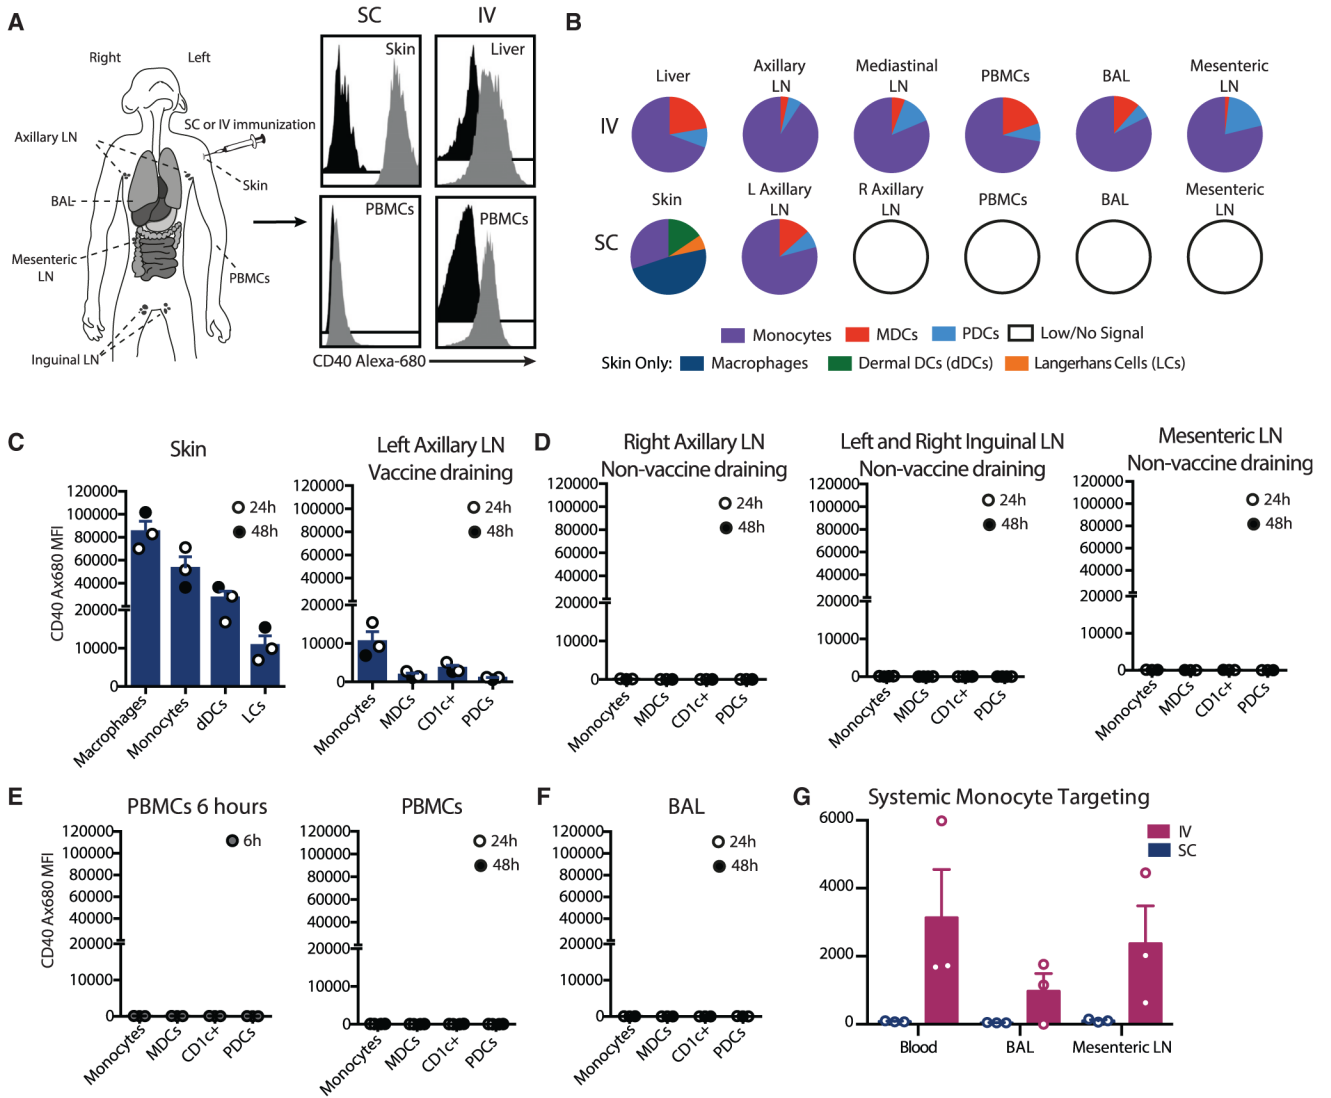 A
SC
IV
Right
Left
SC or IV immunization
Axillary LN
BAL
Mesenteric
LN
Inguinal LN
Skin
PBMCs
Skin
Liver
PBMCs
PBMCs
CD40 Alexa-680
B
IV
Liver
Axillary
LN
Mediastinal
LN
PBMCs
BAL
Mesenteric
LN
SC
Skin
L Axillary
LN
R Axillary
LN
PBMCs
BAL
Mesenteric
LN
Monocytes
MDCs
PDCs
Low/No Signal
Skin Only:
Macrophages
Dermal DCs (dDCs)
Langerhans Cells (LCs)
C
Skin
CD40 Ax680 MFI
120000
100000
80000
60000
40000
20000
10000
0
24h
48h
Macrophages
Monocytes
dDCs
LCs
Left Axillary LN
Vaccine draining
120000
100000
80000
60000
40000
20000
10000
0
24h
48h
Monocytes
MDCs
CD1c+
PDCs
D
Right Axillary LN
Non-vaccine draining
120000
100000
80000
60000
40000
20000
10000
0
24h
48h
Monocytes
MDCs
CD1c+
PDCs
Left and Right Inguinal LN
Non-vaccine draining
120000
100000
80000
60000
40000
20000
10000
0
24h
48h
Monocytes
MDCs
CD1c+
PDCs
Mesenteric LN
Non-vaccine draining
120000
100000
80000
60000
40000
20000
10000
0
24h
48h
Monocytes
MDCs
CD1c+
PDCs
E
PBMCs 6 hours
CD40 Ax680 MFI
120000
100000
80000
60000
40000
20000
10000
0
6h
Monocytes
MDCs
CD1c+
PDCs
PBMCs
120000
100000
80000
60000
40000
20000
10000
0
24h
48h
Monocytes
MDCs
CD1c+
PDCs
F
BAL
120000
100000
80000
60000
40000
20000
10000
0
24h
48h
Monocytes
MDCs
CD1c+
PDCs
G
Systemic Monocyte Targeting
6000
4000
2000
0
IV
SC
Blood
BAL
Mesenteric LN